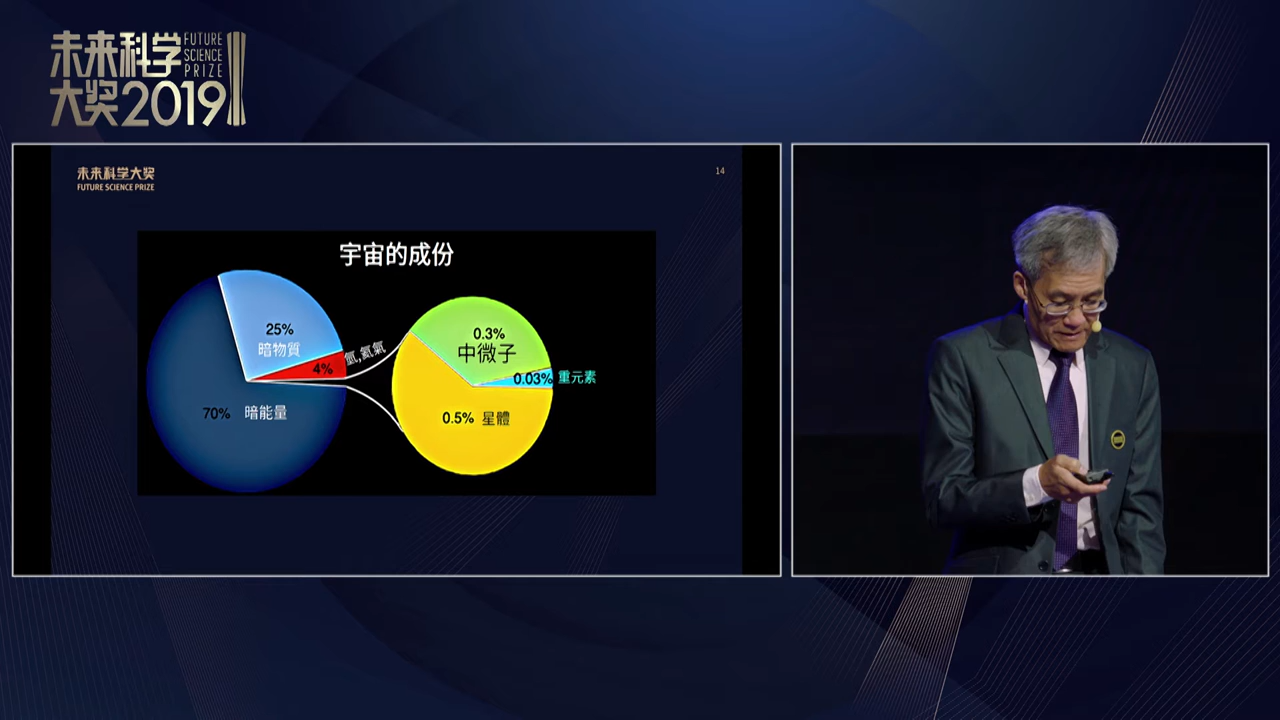 未来科学
大奖2019
FUTURE
SCIENCE
PRIZE
未来科学大奖
FUTURE SCIENCE PRIZE
14
宇宙的成份
25%
暗物質
4%
氫,氦氣
70% 暗能量
0.3%
中微子
0.03% 重元素
0.5% 星體